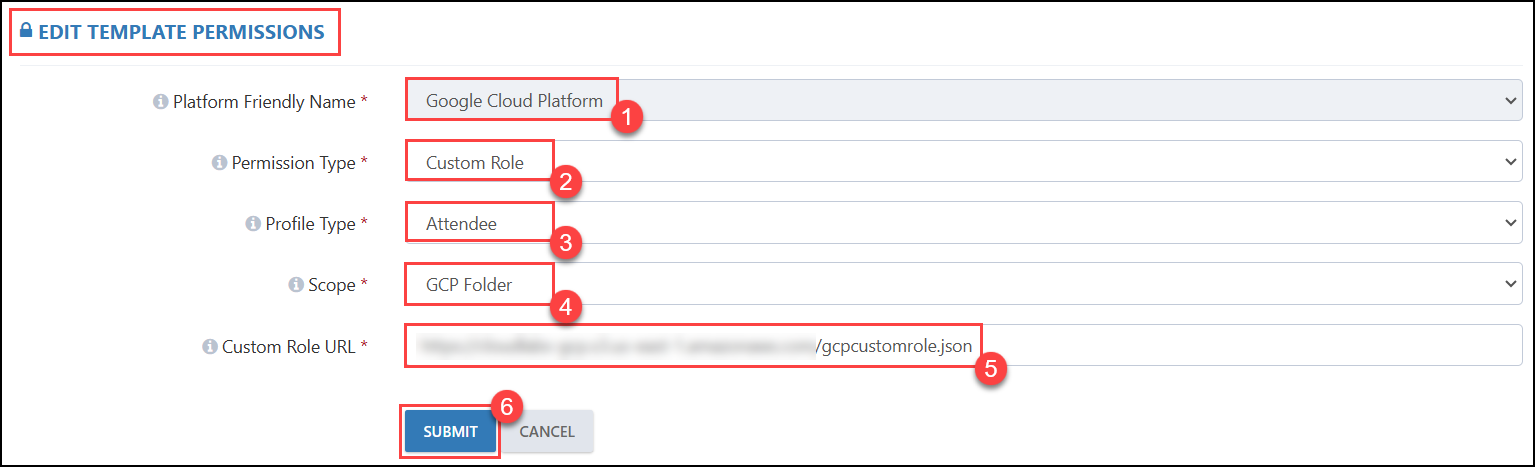 EDIT TEMPLATE PERMISSIONS
Platform Friendly Name * Google Cloud Platform 1
Permission Type * Custom Role 2
Profile Type * Attendee 3
Scope * GCP Folder 4
Custom Role URL * /gcpcustomrole.json 5
SUBMIT 6 CANCEL